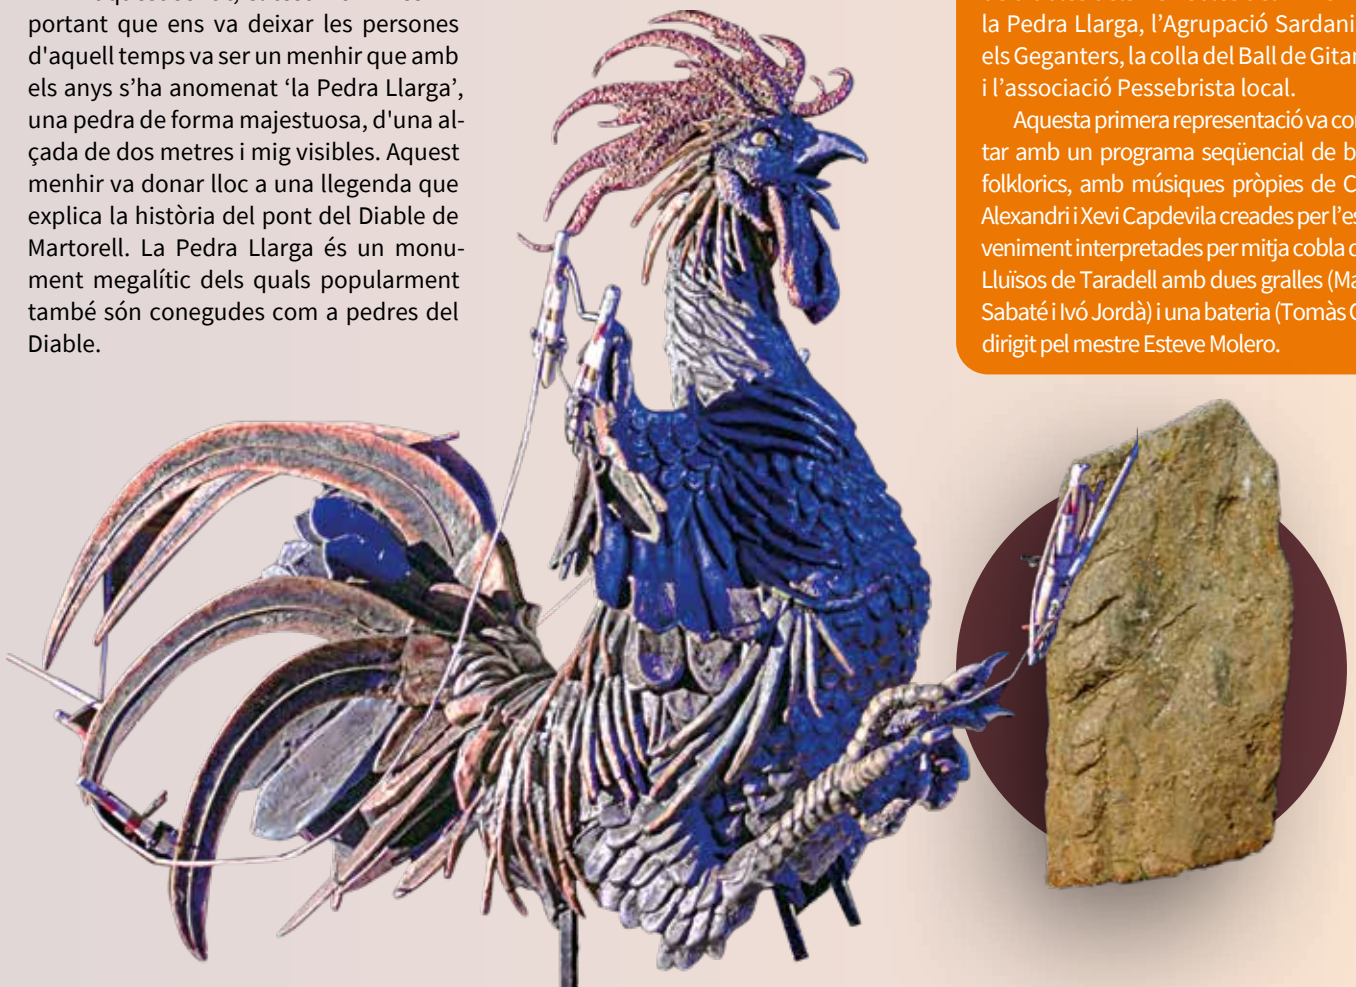 portant que ens va deixar les persones
d'aquell temps va ser un menhir que amb
els anys s'ha anomenat ‘la Pedra Llarga’,
una pedra de forma majestuosa, d'una al-
çada de dos metres i mig visibles. Aquest
menhir va donar lloc a una llegenda que
explica la història del pont del Diable de
Martorell. La Pedra Llarga és un monu-
ment megalític dels quals popularment
també són conegudes com a pedres del
Diable.
la Pedra Llarga, l’Agrupació Sardani
els Geganters, la colla del Ball de Gitar
i l’associació Pessebrista local.
Aquesta primera representació va con
tar amb un programa seqüencial de b
folklorics, amb músiques pròpies de C
Alexandri i Xevi Capdevila creades per l’es
veniment interpretades per mitja cobla d
Lluïsos de Taradell amb dues gralles (Ma
Sabaté i Ivó Jordà) i una bateria (Tomàs
dirigit pel mestre Esteve Molero.